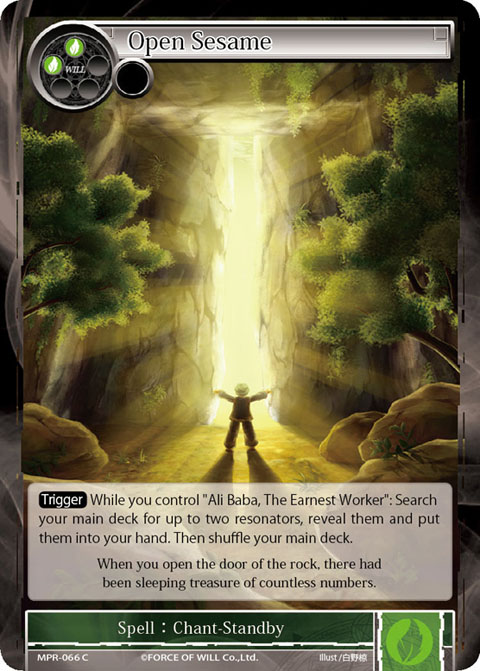 Open Sesame
WILL
Trigger While you control "Ali Baba, The Earnest Worker": Search
your main deck for up to two resonators, reveal them and put
them into your hand. Then shuffle your main deck.
When you open the door of the rock, there had
been sleeping treasure of countless numbers.
Spell : Chant-Standby
MPR-066 C ©FORCE OF WILL Co.,Ltd. Illust/白野椋